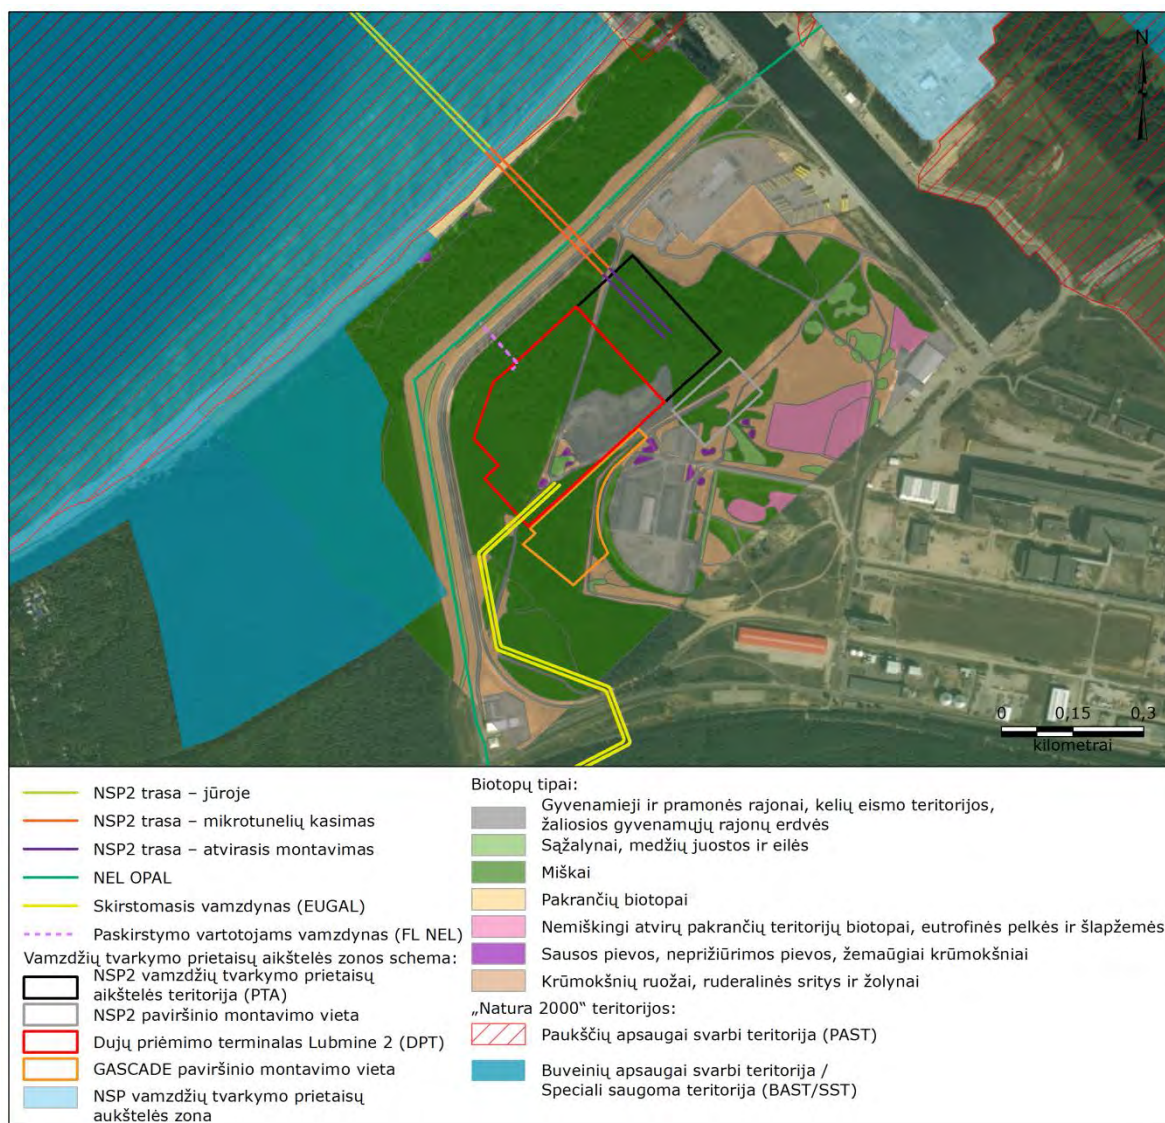 N
0 0,15 0,3
kilometrai
NSP2 trasa – jūroje
NSP2 trasa – mikrotunelių kasimas
NSP2 trasa – atvirasis montavimas
NEL OPAL
Skirstomasis vamzdynas (EUGAL)
Paskirstymo vartotojams vamzdynas (FL NEL)
Vamzdžių tvarkymo prietaisų aikštelės zonos schema:
NSP2 vamzdžių tvarkymo prietaisų
aikštelės teritorija (PTA)
NSP2 paviršinio montavimo vieta
Dujų priėmimo terminalas Lubmine 2 (DPT)
GASCADE paviršinio montavimo vieta
NSP vamzdžių tvarkymo prietaisų
aukštelės zona
Biotopų tipai:
Gyvenamieji ir pramonės rajonai, kelių eismo teritorijos,
žaliosios gyvenamųjų rajonų erdvės
Sąžalynai, medžių juostos ir eilės
Miškai
Pakrančių biotopai
Nemiškingi atvirų pakrančių teritorijų biotopai, eutrofinės pelkės ir šlapžemės
Sausos pievos, neprižiūrimos pievos, žemaūgiai krūmokšniai
Krūmokšnių ruožai, ruderalinės sritys ir žolynai
„Natura 2000“ teritorijos:
Paukščių apsaugai svarbi teritorija (PAST)
Buveinių apsaugai svarbi teritorija /
Speciali saugoma teritorija (BAST/SST)